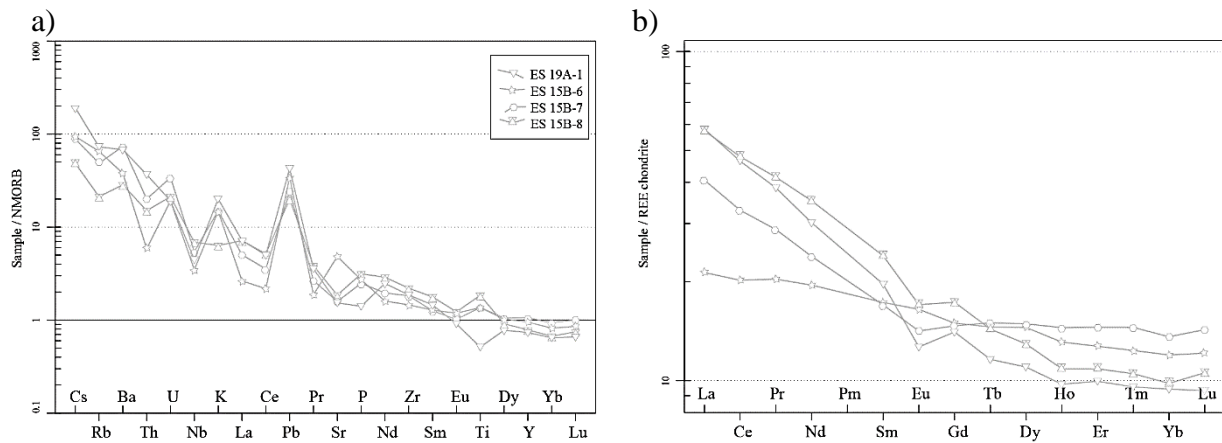 a)
Sample / NMORB
1000
100
10
1
0.1
ES 19A-1
ES 15B-6
ES 15B-7
ES 15B-8
Cs Ba U K Ce Pr P Zr Eu Dy Yb
Rb Th Nb La Pb Sr Nd Sm Ti Y Lu
b)
Sample / REE chondrite
100
10
La Pr Pm Eu Tb Ho Tm Lu
Ce Nd Sm Gd Dy Er Yb